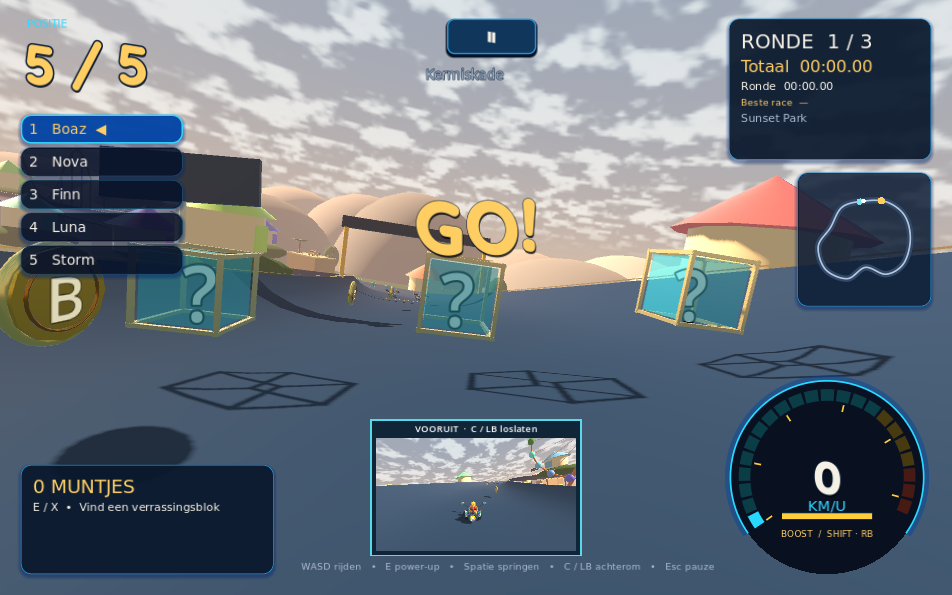 POSITIE
5 / 5
1 Boaz ◀
2 Nova
3 Finn
4 Luna
5 Storm
Kermiskade
GO!
RONDE 1 / 3
Totaal 00:00.00
Ronde 00:00.00
Beste race —
Sunset Park
B
?
?
?
VOORUIT · C / LB loslaten
0 MUNTJES
E / X • Vind een verrassingsblok
0
KM/U
BOOST / SHIFT · RB
WASD rijden • E power-up • Spatie springen • C / LB achterom • Esc pauze